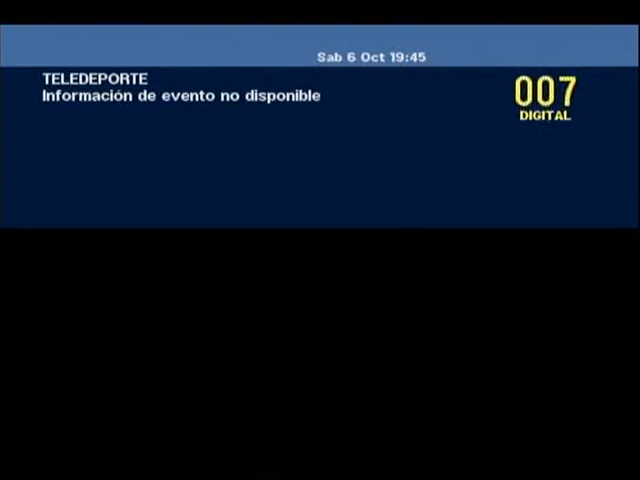 Sab 6 Oct 19:45
TELEDEPORTE
Información de evento no disponible
007
DIGITAL